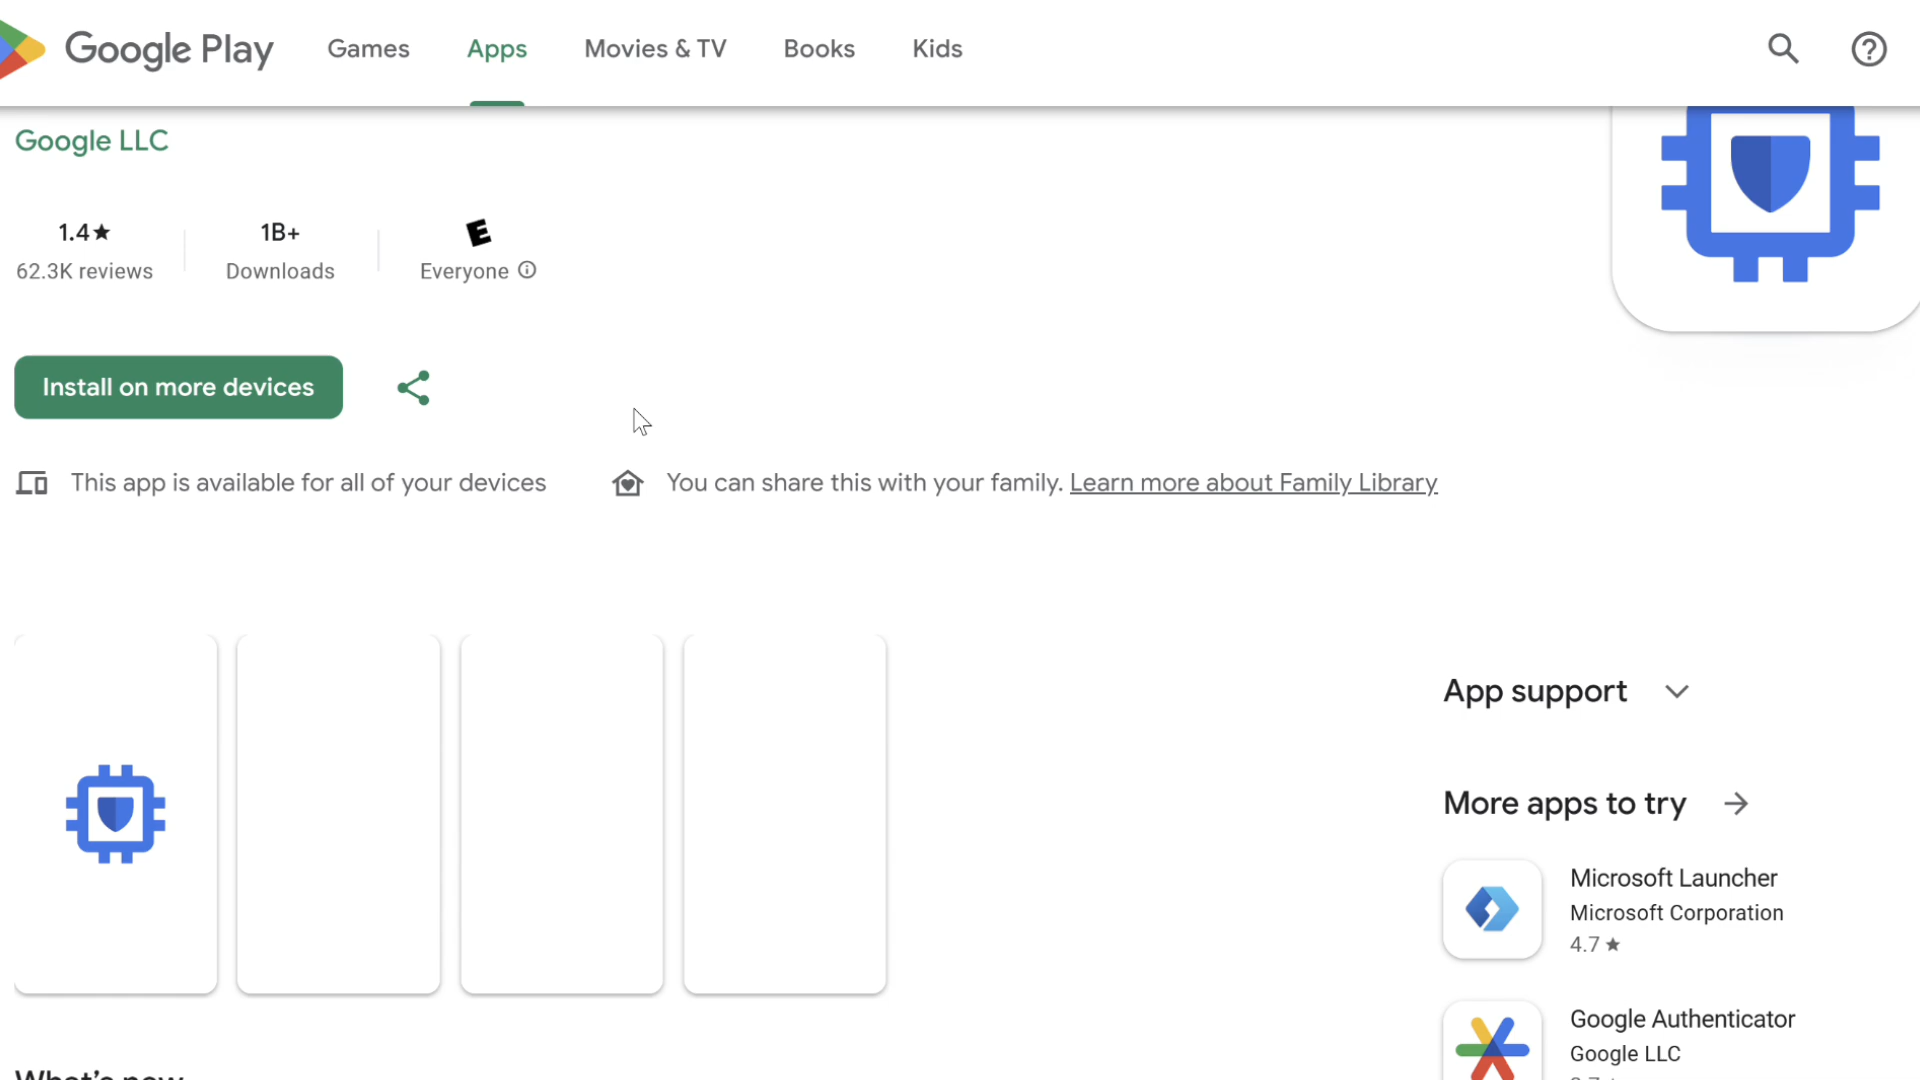 Google Play Games Apps Movies & TV Books Kids
Google LLC
1.4★ 1B+ E
62.3K reviews Downloads Everyone
Install on more devices
This app is available for all of your devices You can share this with your family. Learn more about Family Library
App support
More apps to try
Microsoft Launcher
Microsoft Corporation
4.7 ★
Google Authenticator
Google LLC
What's new